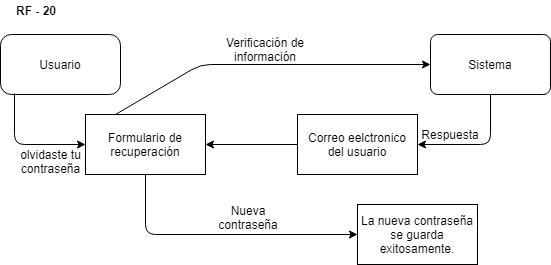 RF - 20
Usuario
Verificación de
información
Sistema
olvidaste tu
contraseña
Formulario de
recuperación
Correo eelctronico
del usuario
Respuesta
Nueva
contraseña
La nueva contraseña
se guarda
exitosamente.